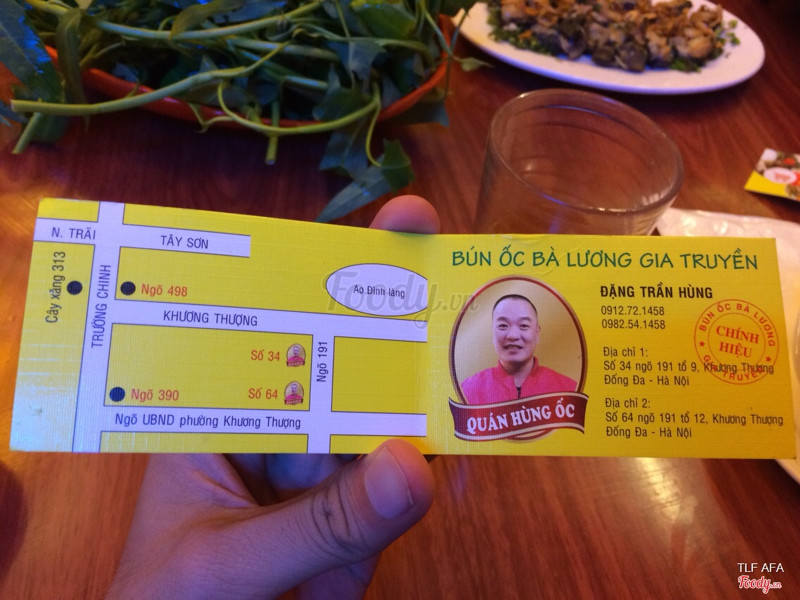 N. TRÃI
TÂY SƠN
Cây xăng 313
TRƯỜNG CHINH
Ngõ 498
Ao Đình làng
KHƯƠNG THƯỢNG
Số 34
Ngõ 191
Số 64
Ngõ 390
Ngõ UBND phường Khương Thượng
BÚN ỐC BÀ LƯƠNG GIA TRUYỀN
ĐẶNG TRẦN HÙNG
0912.72.1458
0982.54.1458
BÚN ỐC BÀ LƯƠNG
CHÍNH
HIỆU
GIA TRUYỀN
Địa chỉ 1:
Số 34 ngõ 191 tổ 9, Khương Thượng
Đống Đa - Hà Nội
Địa chỉ 2:
Số 64 ngõ 191 tổ 12, Khương Thượng
Đống Đa - Hà Nội
QUÁN HÙNG ỐC
Foody.vn
TLF AFA
Foody.vn